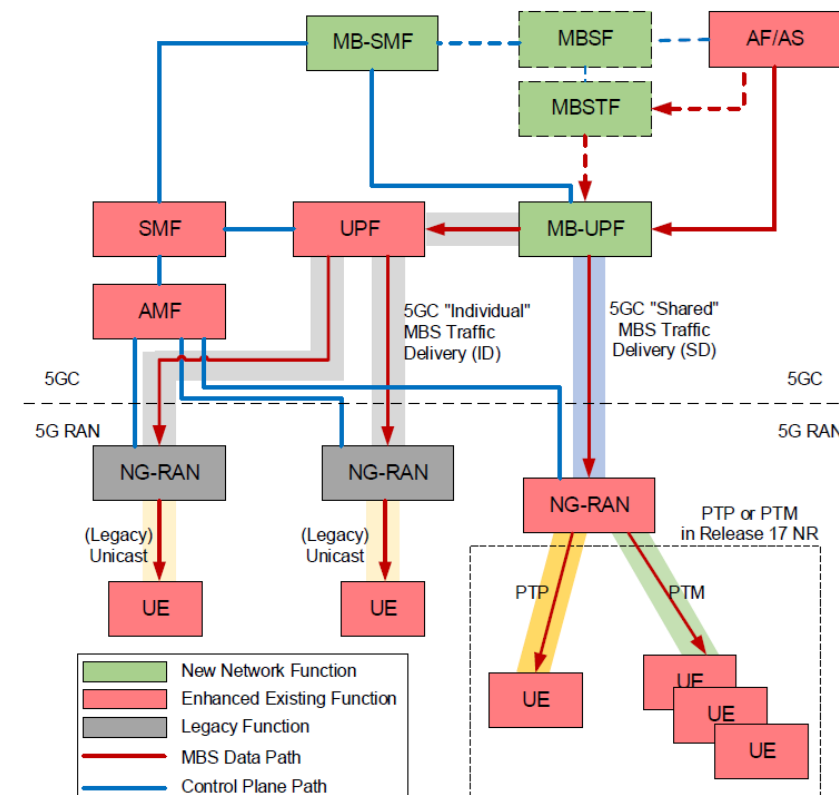 MB-SMF
MBSF
AF/AS
MBSTF
SMF
UPF
MB-UPF
AMF
5GC "Individual"
MBS Traffic
Delivery (ID)
5GC "Shared"
MBS Traffic
Delivery (SD)
5GC
5GC
5G RAN
5G RAN
NG-RAN
NG-RAN
NG-RAN
PTP or PTM
in Release 17 NR
(Legacy)
Unicast
(Legacy)
Unicast
PTP
PTM
UE
UE
UE
UE
UE
UE
New Network Function
Enhanced Existing Function
Legacy Function
MBS Data Path
Control Plane Path